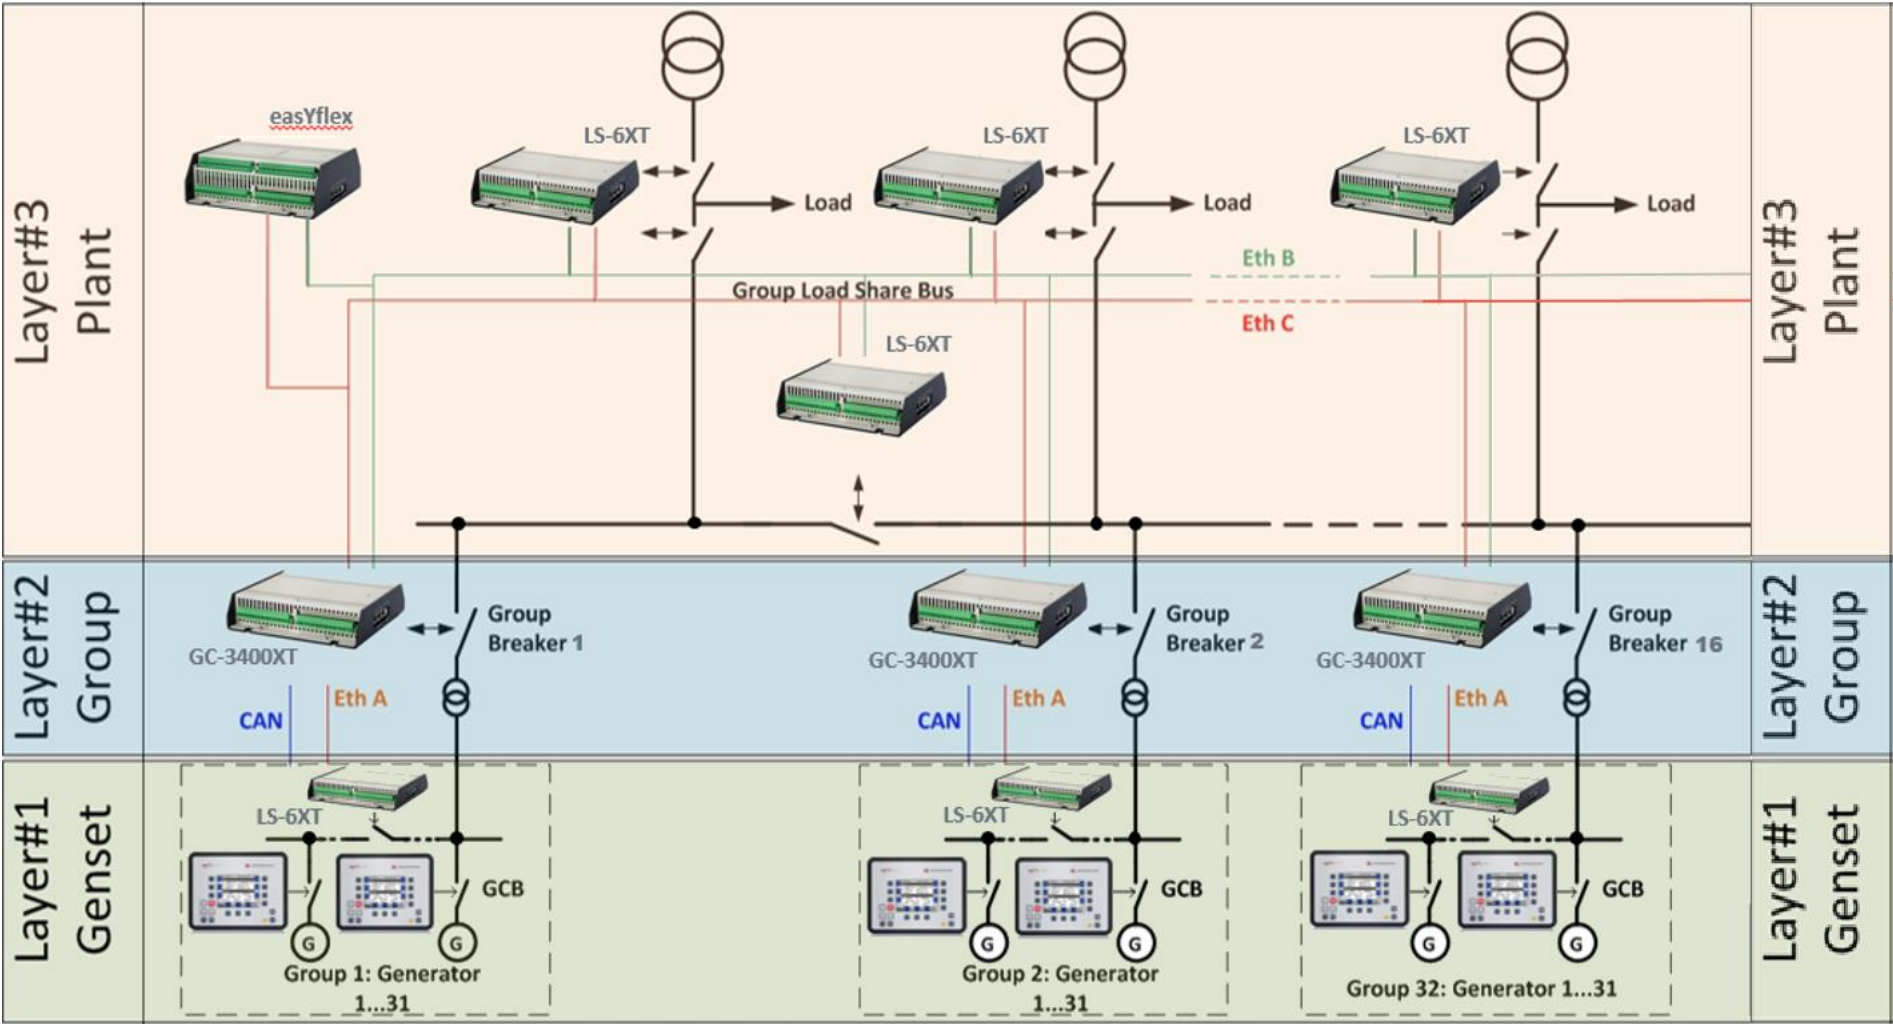 Layer#3
Plant
easYflex
LS-6XT
LS-6XT
LS-6XT
Load
Load
Load
Eth B
Group Load Share Bus
Eth C
LS-6XT
Layer#3
Plant
Layer#2
Group
GC-3400XT
Group
Breaker 1
CAN
Eth A
GC-3400XT
Group
Breaker 2
CAN
Eth A
GC-3400XT
Group
Breaker 16
CAN
Eth A
Layer#2
Group
Layer#1
Genset
LS-6XT
GCB
G
G
Group 1: Generator
1...31
LS-6XT
GCB
G
G
Group 2: Generator
1...31
LS-6XT
GCB
G
G
Group 32: Generator 1...31
Layer#1
Genset